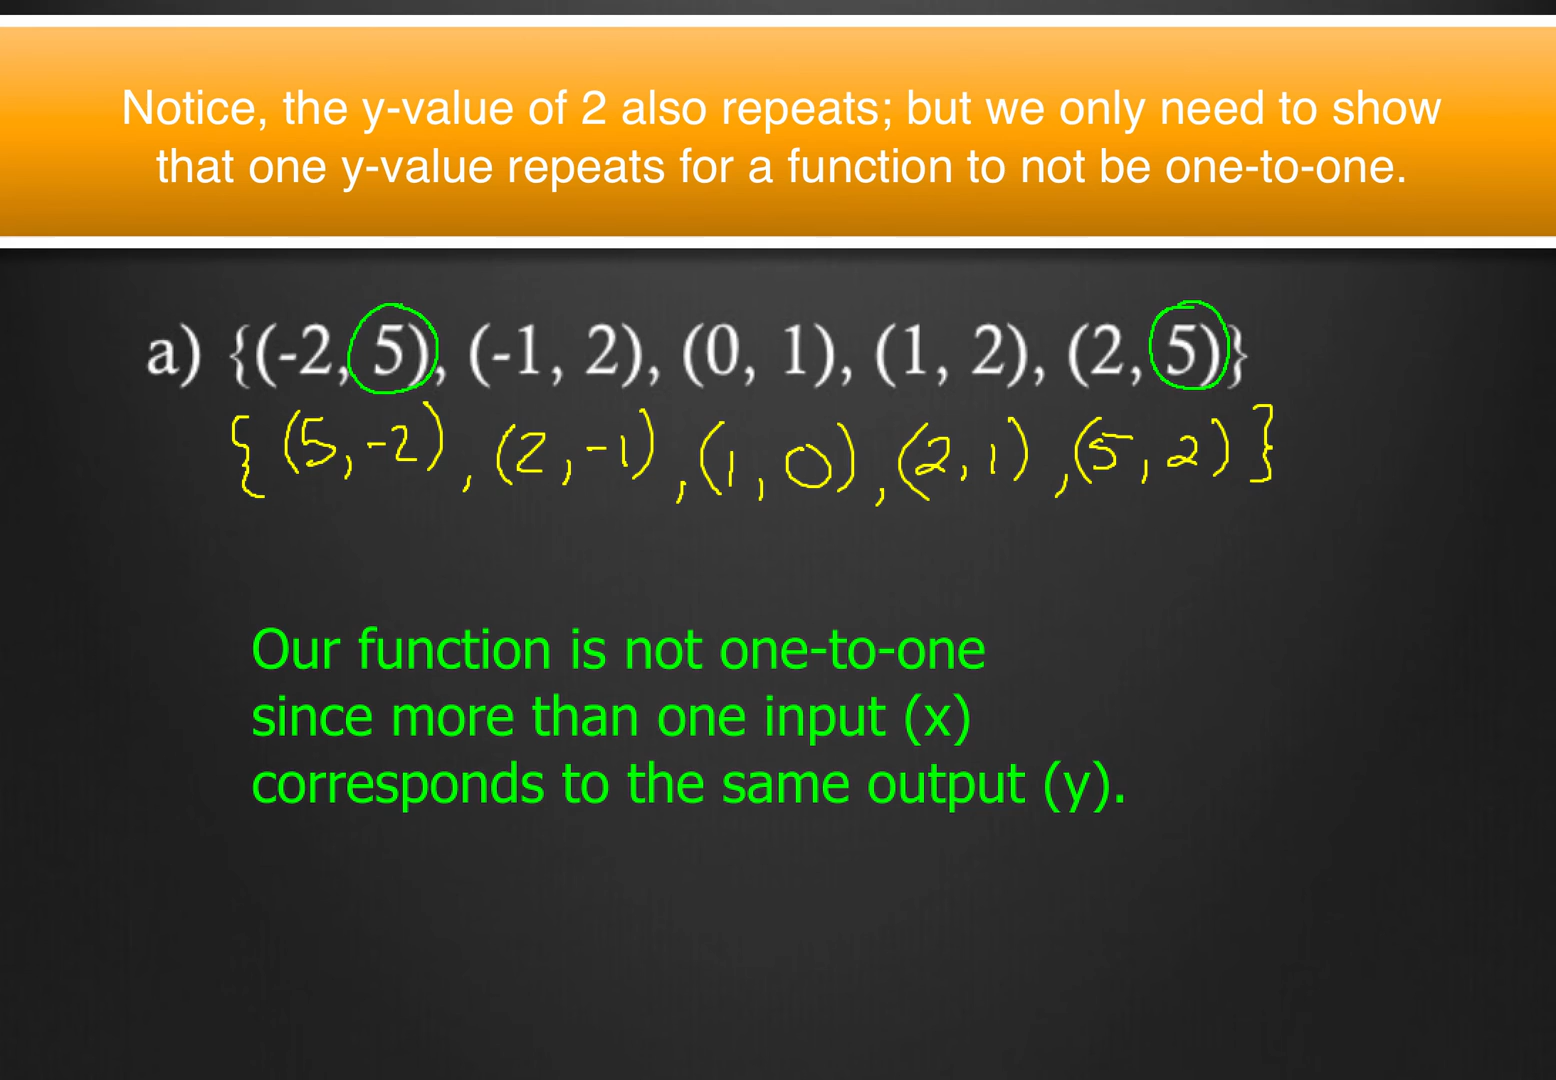 Notice, the y-value of 2 also repeats; but we only need to show
that one y-value repeats for a function to not be one-to-one.
a) {(-2, 5), (-1, 2), (0, 1), (1, 2), (2, 5)}
{(5,-2), (2,-1), (1,0), (2,1), (5,2)}
Our function is not one-to-one
since more than one input (x)
corresponds to the same output (y).